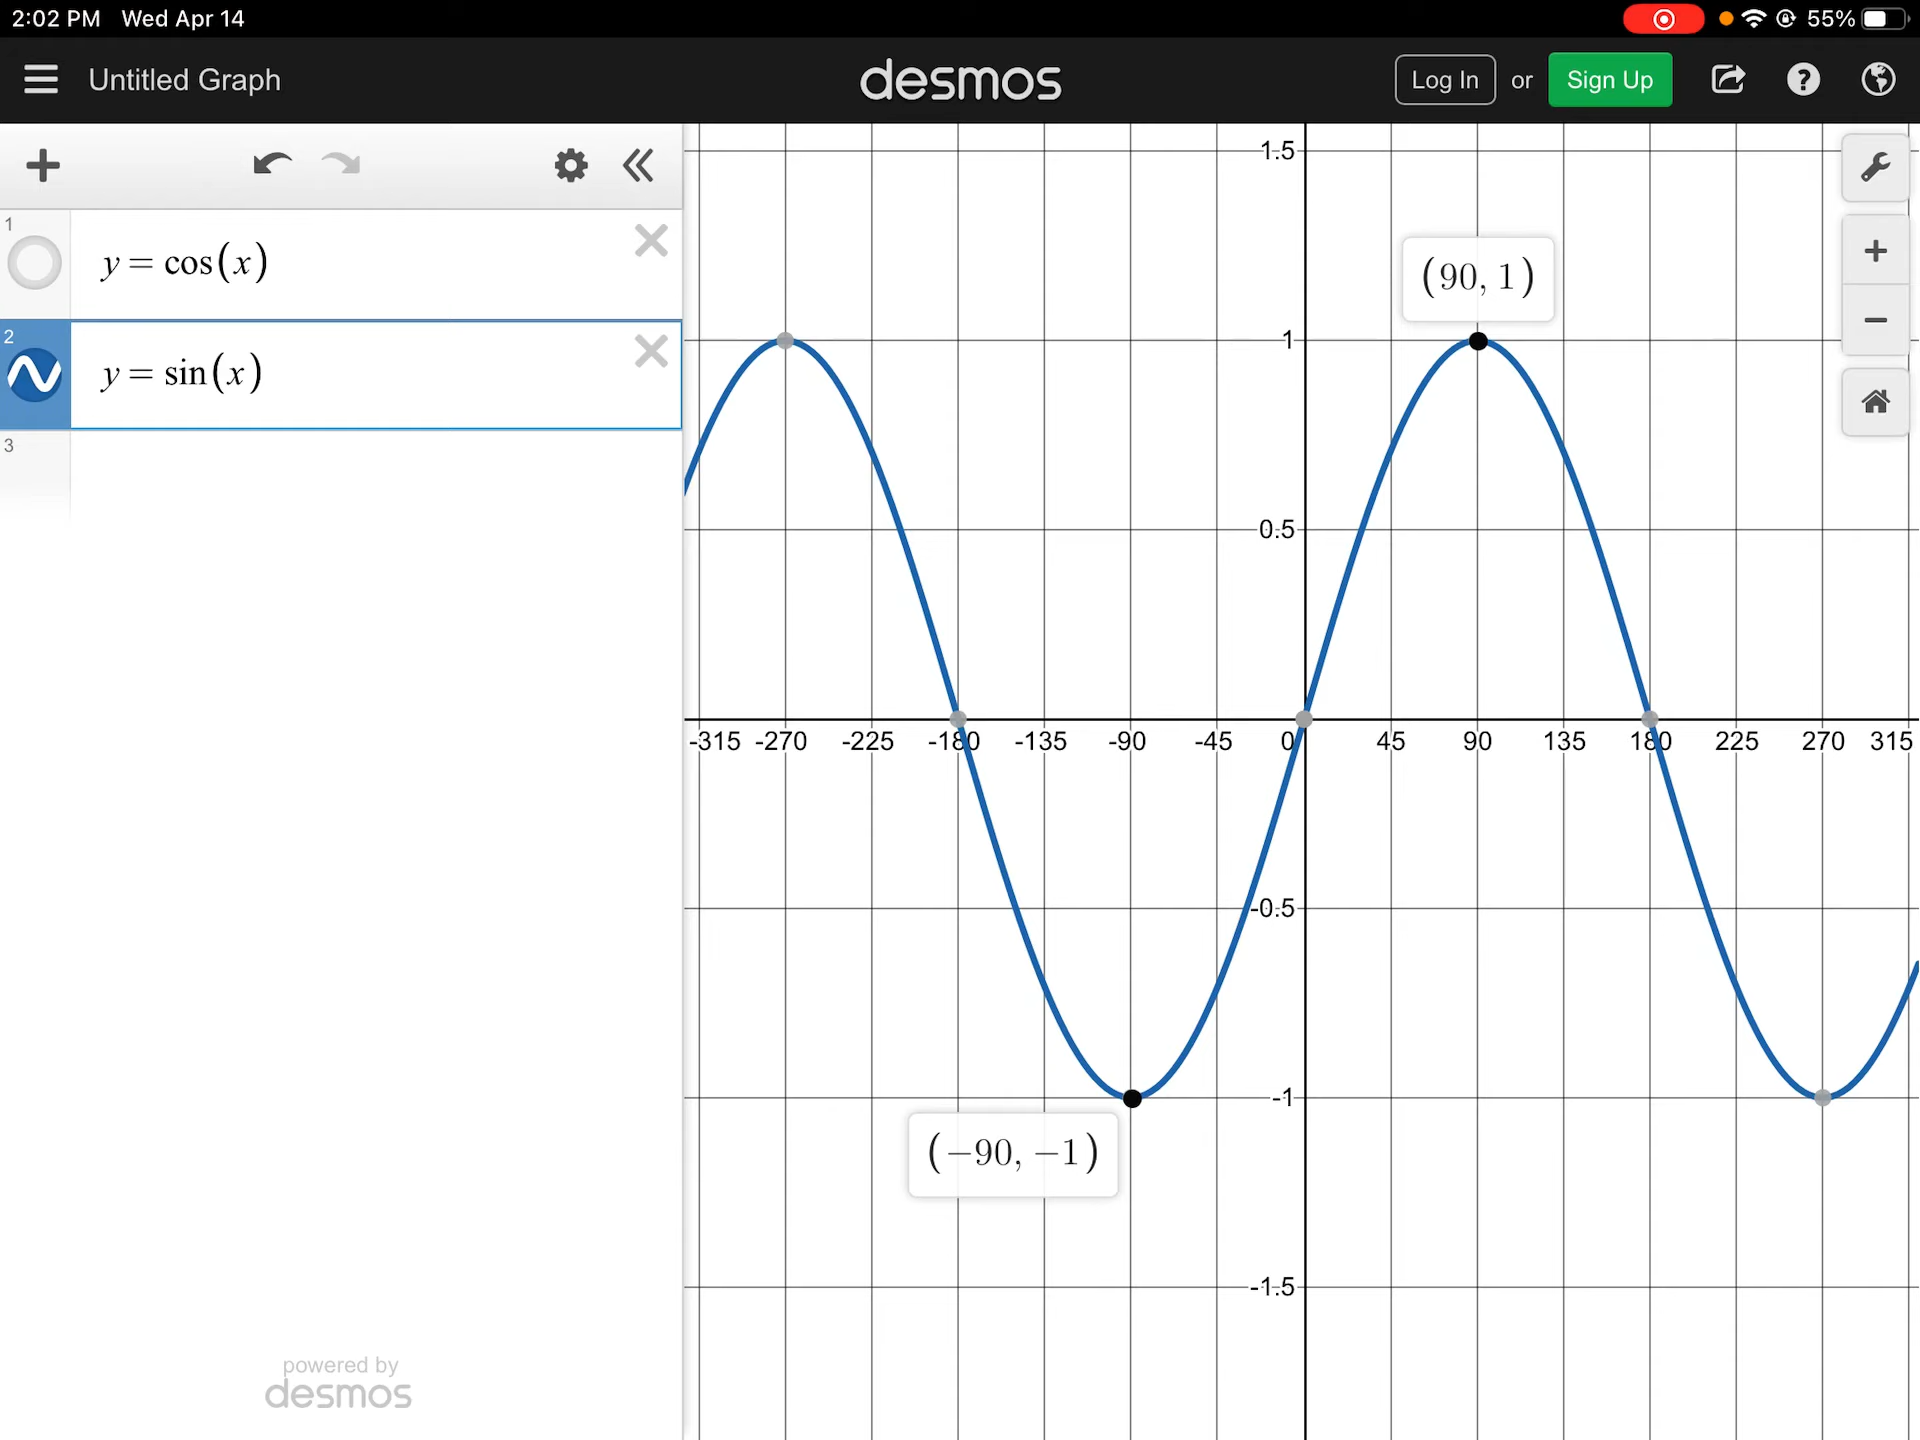 2:02 PM Wed Apr 14 55%
Untitled Graph desmos Log In or Sign Up
1
y = cos(x)
2
y = sin(x)
3
1.5
(90, 1)
1
0.5
-315 -270 -225 -180 -135 -90 -45 0 45 90 135 180 225 270 315
-0.5
-1
(−90, −1)
-1.5
powered by
desmos